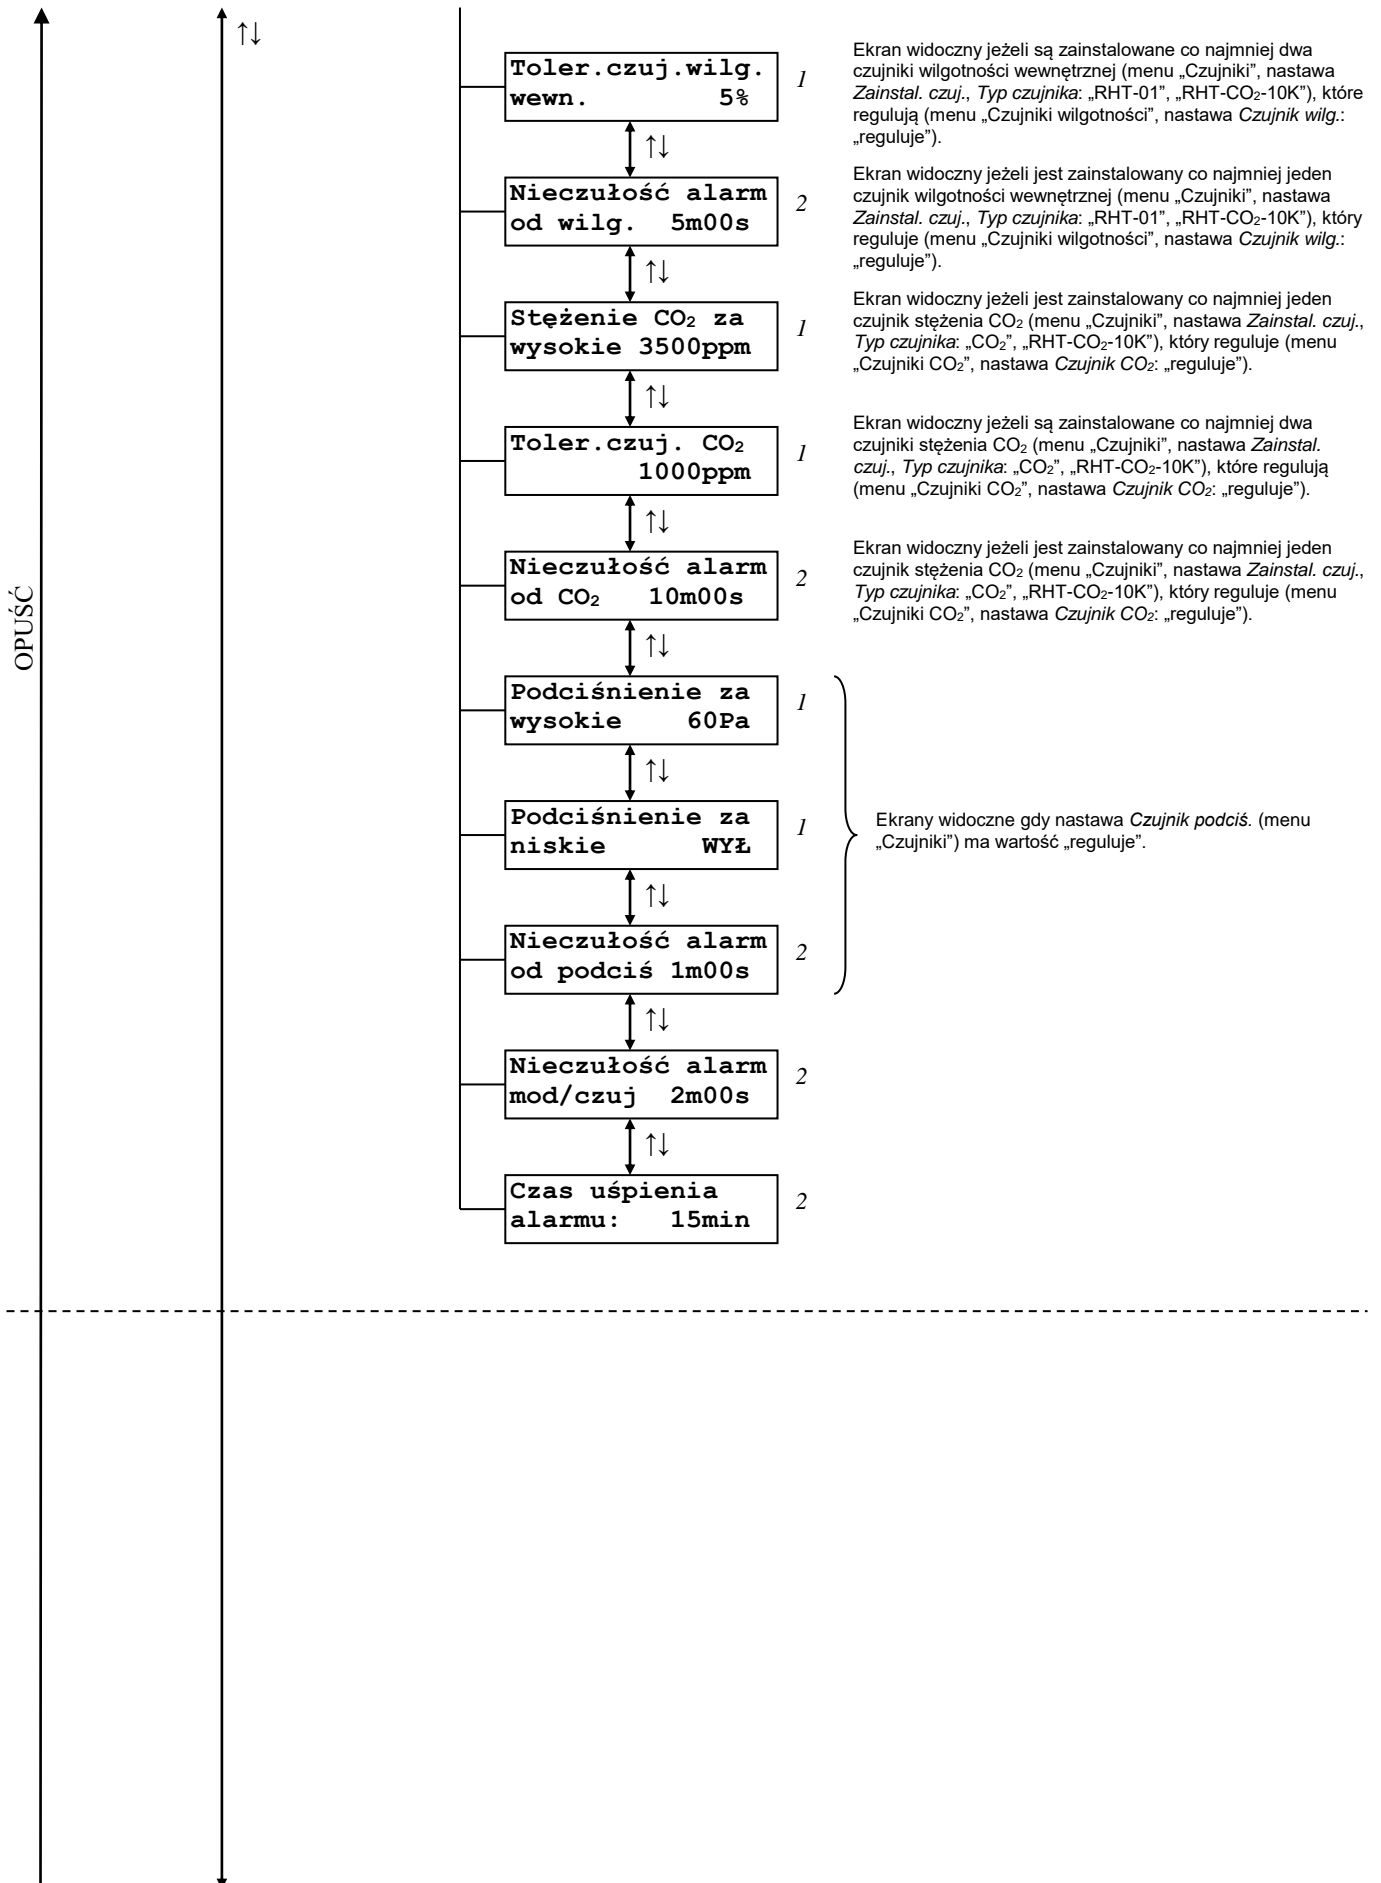 ↑↓
Toler.czuj.wilg.
wewn. 5%
1
Ekran widoczny jeżeli są zainstalowane co najmniej dwa
czujniki wilgotności wewnętrznej (menu „Czujniki”, nastawa
Zainstal. czuj., Typ czujnika: „RHT-01”, „RHT-CO₂-10K”), które
regulują (menu „Czujniki wilgotności”, nastawa Czujnik wilg.:
„reguluje”).
↑↓
Nieczułość alarm
od wilg. 5m00s
2
Ekran widoczny jeżeli jest zainstalowany co najmniej jeden
czujnik wilgotności wewnętrznej (menu „Czujniki”, nastawa
Zainstal. czuj., Typ czujnika: „RHT-01”, „RHT-CO₂-10K”), który
reguluje (menu „Czujniki wilgotności”, nastawa Czujnik wilg.:
„reguluje”).
↑↓
Stężenie CO₂ za
wysokie 3500ppm
1
Ekran widoczny jeżeli jest zainstalowany co najmniej jeden
czujnik stężenia CO₂ (menu „Czujniki”, nastawa Zainstal. czuj.,
Typ czujnika: „CO₂”, „RHT-CO₂-10K”), który reguluje (menu
„Czujniki CO₂”, nastawa Czujnik CO₂: „reguluje”).
↑↓
Toler.czuj. CO₂
1000ppm
1
Ekran widoczny jeżeli są zainstalowane co najmniej dwa
czujniki stężenia CO₂ (menu „Czujniki”, nastawa Zainstal.
czuj., Typ czujnika: „CO₂”, „RHT-CO₂-10K”), które regulują
(menu „Czujniki CO₂”, nastawa Czujnik CO₂: „reguluje”).
↑↓
Nieczułość alarm
od CO₂ 10m00s
2
Ekran widoczny jeżeli jest zainstalowany co najmniej jeden
czujnik stężenia CO₂ (menu „Czujniki”, nastawa Zainstal. czuj.,
Typ czujnika: „CO₂”, „RHT-CO₂-10K”), który reguluje (menu
„Czujniki CO₂”, nastawa Czujnik CO₂: „reguluje”).
OPUŚĆ
↑↓
Podciśnienie za
wysokie 60Pa
1
↑↓
Podciśnienie za
niskie WYŁ
1
Ekrany widoczne gdy nastawa Czujnik podciś. (menu
„Czujniki”) ma wartość „reguluje”.
↑↓
Nieczułość alarm
od podciś 1m00s
2
↑↓
Nieczułość alarm
mod/czuj 2m00s
2
↑↓
Czas uśpienia
alarmu: 15min
2